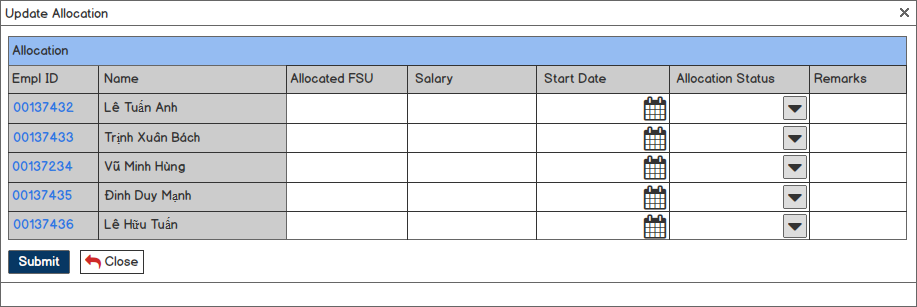 Update Allocation
Allocation
Empl ID Name Allocated FSU Salary Start Date Allocation Status Remarks
00137432 Lê Tuấn Anh
00137433 Trịnh Xuân Bách
00137234 Vũ Minh Hùng
00137435 Đinh Duy Mạnh
00137436 Lê Hữu Tuấn
Submit Close